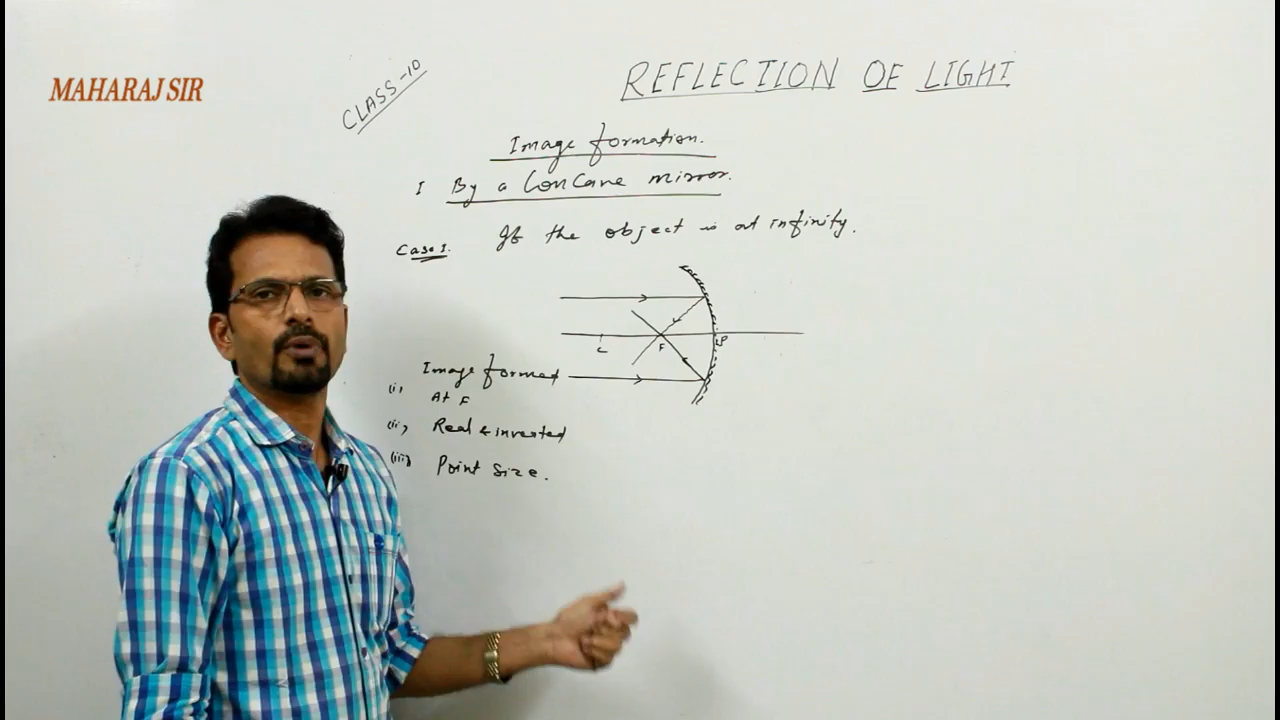 MAHARAJ SIR
CLASS-10
REFLECTION OF LIGHT
Image formation.
I By a Concave mirror.
Case I. If the object is at infinity.
C F P
Image formed
(i) At F
(ii) Real & inverted
(iii) Point Size.